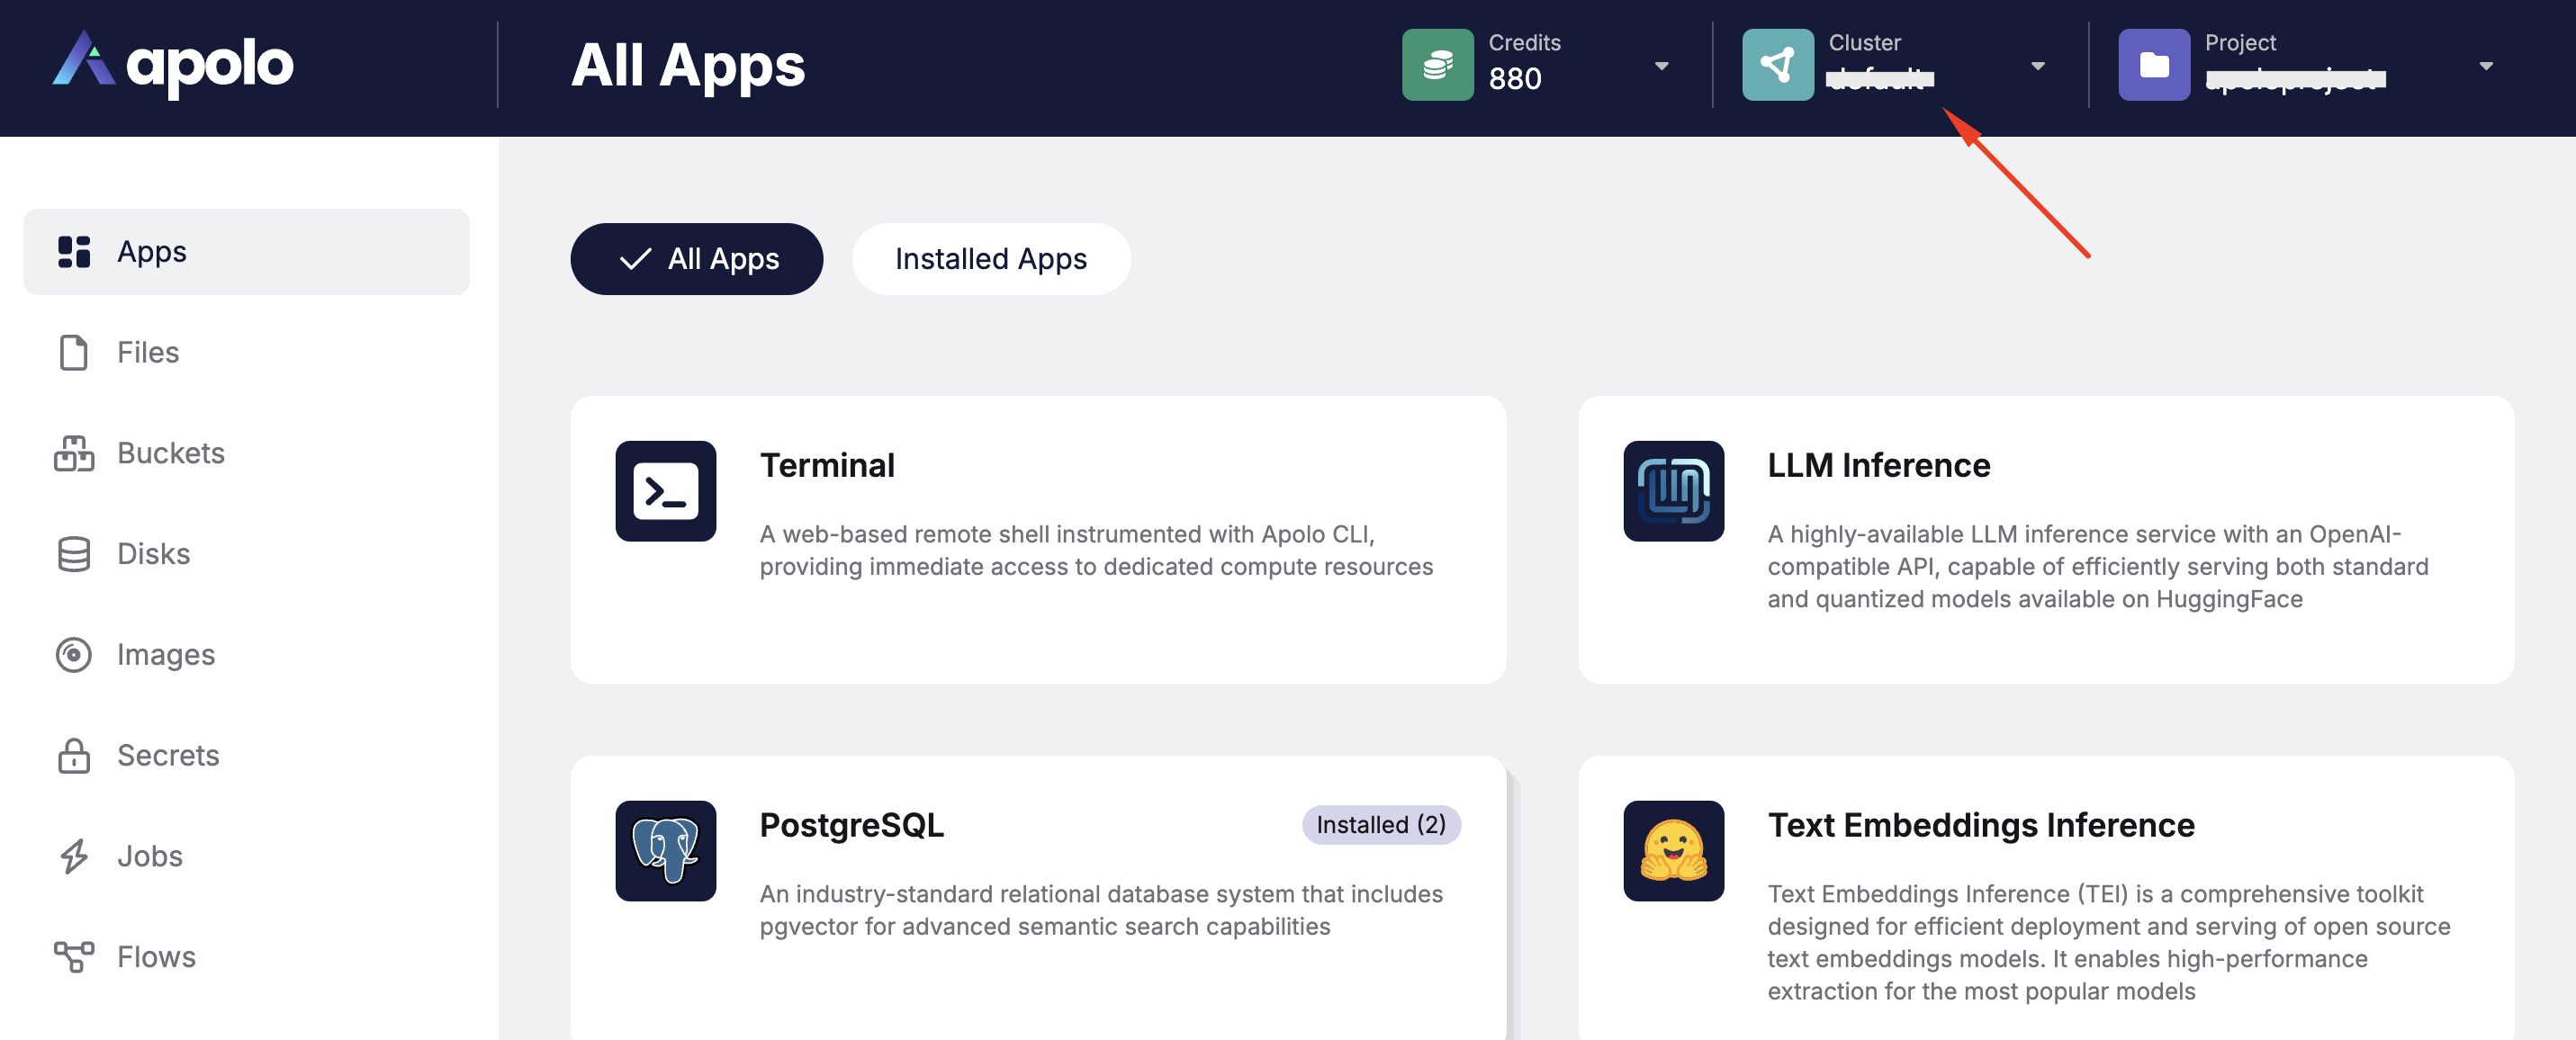 apolo
All Apps
Credits
880
Cluster
Project
Apps
Files
Buckets
Disks
Images
Secrets
Jobs
Flows
All Apps
Installed Apps
Terminal
A web-based remote shell instrumented with Apolo CLI,
providing immediate access to dedicated compute resources
LLM Inference
A highly-available LLM inference service with an OpenAI-
compatible API, capable of efficiently serving both standard
and quantized models available on HuggingFace
PostgreSQL
Installed (2)
An industry-standard relational database system that includes
pgvector for advanced semantic search capabilities
Text Embeddings Inference
Text Embeddings Inference (TEI) is a comprehensive toolkit
designed for efficient deployment and serving of open source
text embeddings models. It enables high-performance
extraction for the most popular models